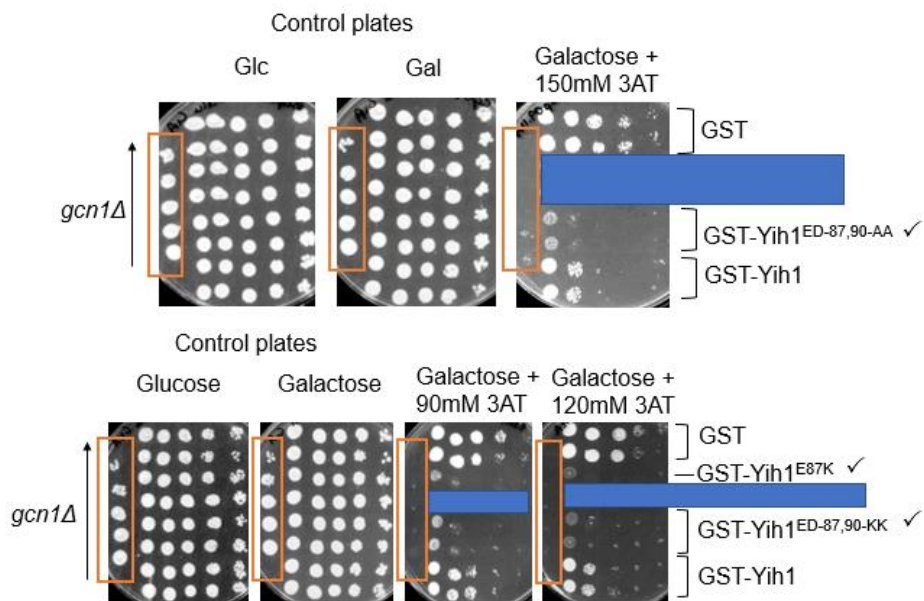 Control plates
Glc
Gal
Galactose +
150mM 3AT
GST
gcn1Δ
GST-Yih1ED-87,90-AA ✓
GST-Yih1
Control plates
Glucose
Galactose
Galactose +
90mM 3AT
Galactose +
120mM 3AT
GST
GST-Yih1E87K ✓
gcn1Δ
GST-Yih1ED-87,90-KK ✓
GST-Yih1